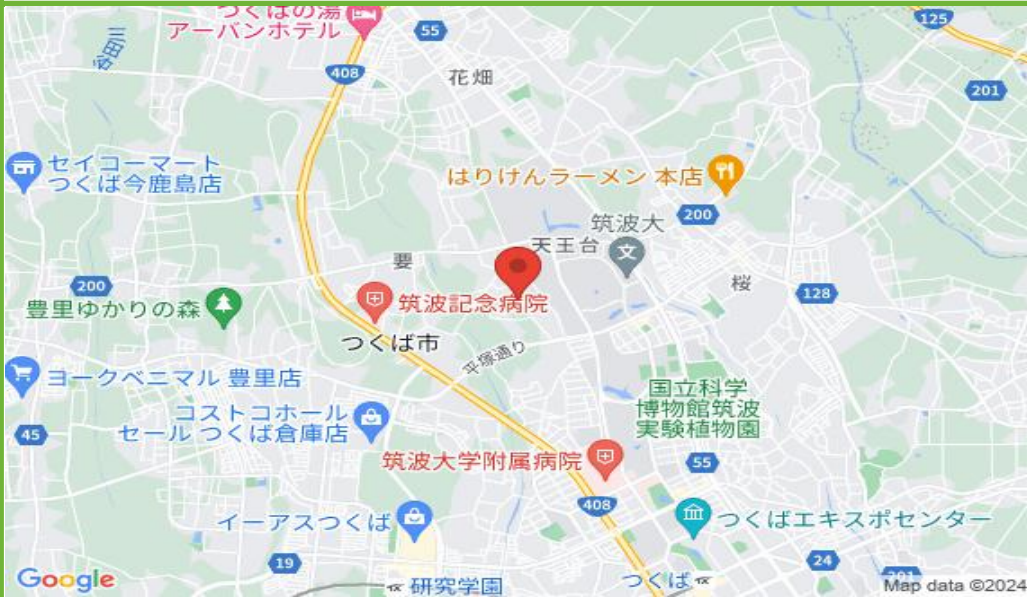 つくばの湯
アーバンホテル
55
125
三田谷
408
花畑
201
セイコーマート
つくば今鹿島店
はりけんラーメン 本店
200
筑波大
天王台
要
桜
200
128
豊里ゆかりの森
筑波記念病院
つくば市
平塚通り
ヨークベニマル 豊里店
国立科学
博物館筑波
実験植物園
コストコホール
セール つくば倉庫店
45
筑波大学附属病院
55
408
イーアスつくば
つくばエキスポセンター
19
24
Google
研究学園
つくば
Map data ©2024